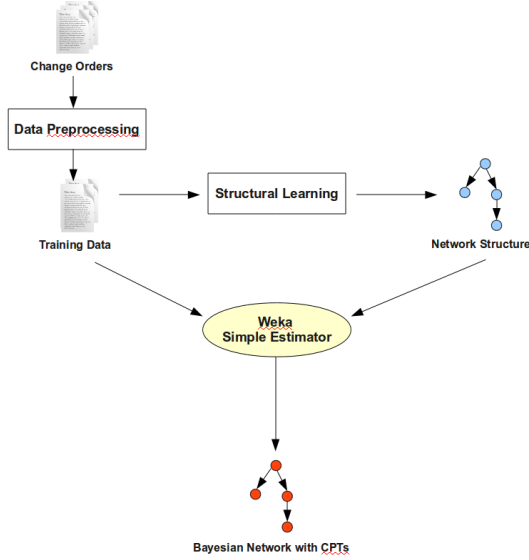 Change Orders
Data Preprocessing
Training Data
Structural Learning
Network Structure
Weka
Simple Estimator
Bayesian Network with CPTs